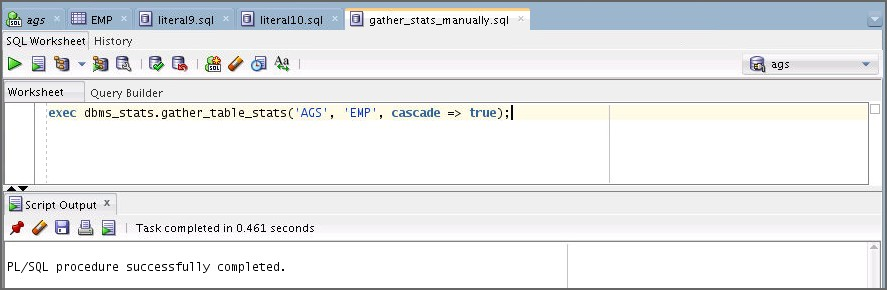 ags EMP literal9.sql literal10.sql gather_stats_manually.sql
SQL Worksheet History
Aa ags
Worksheet Query Builder
exec dbms_stats.gather_table_stats('AGS', 'EMP', cascade => true);
Script Output x
Task completed in 0.461 seconds
PL/SQL procedure successfully completed.